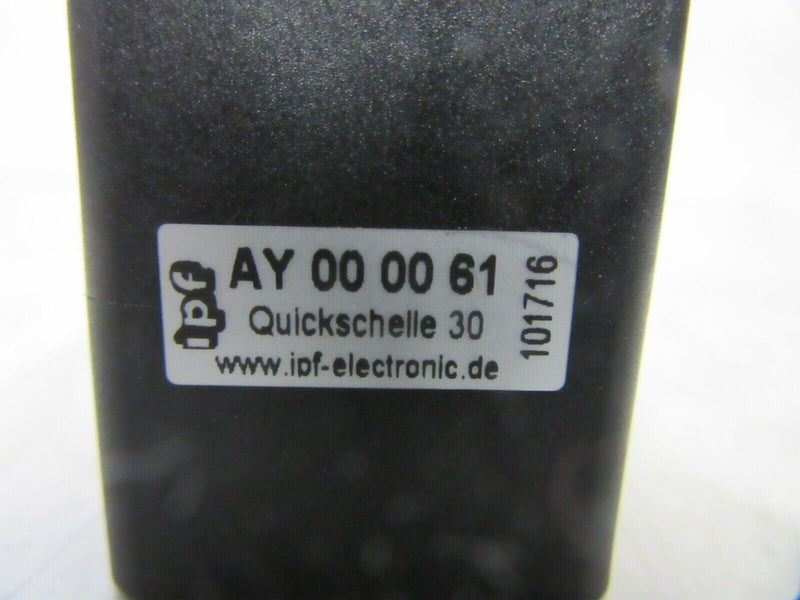 ipf
AY 00 00 61
Quickschelle 30
www.ipf-electronic.de
101716